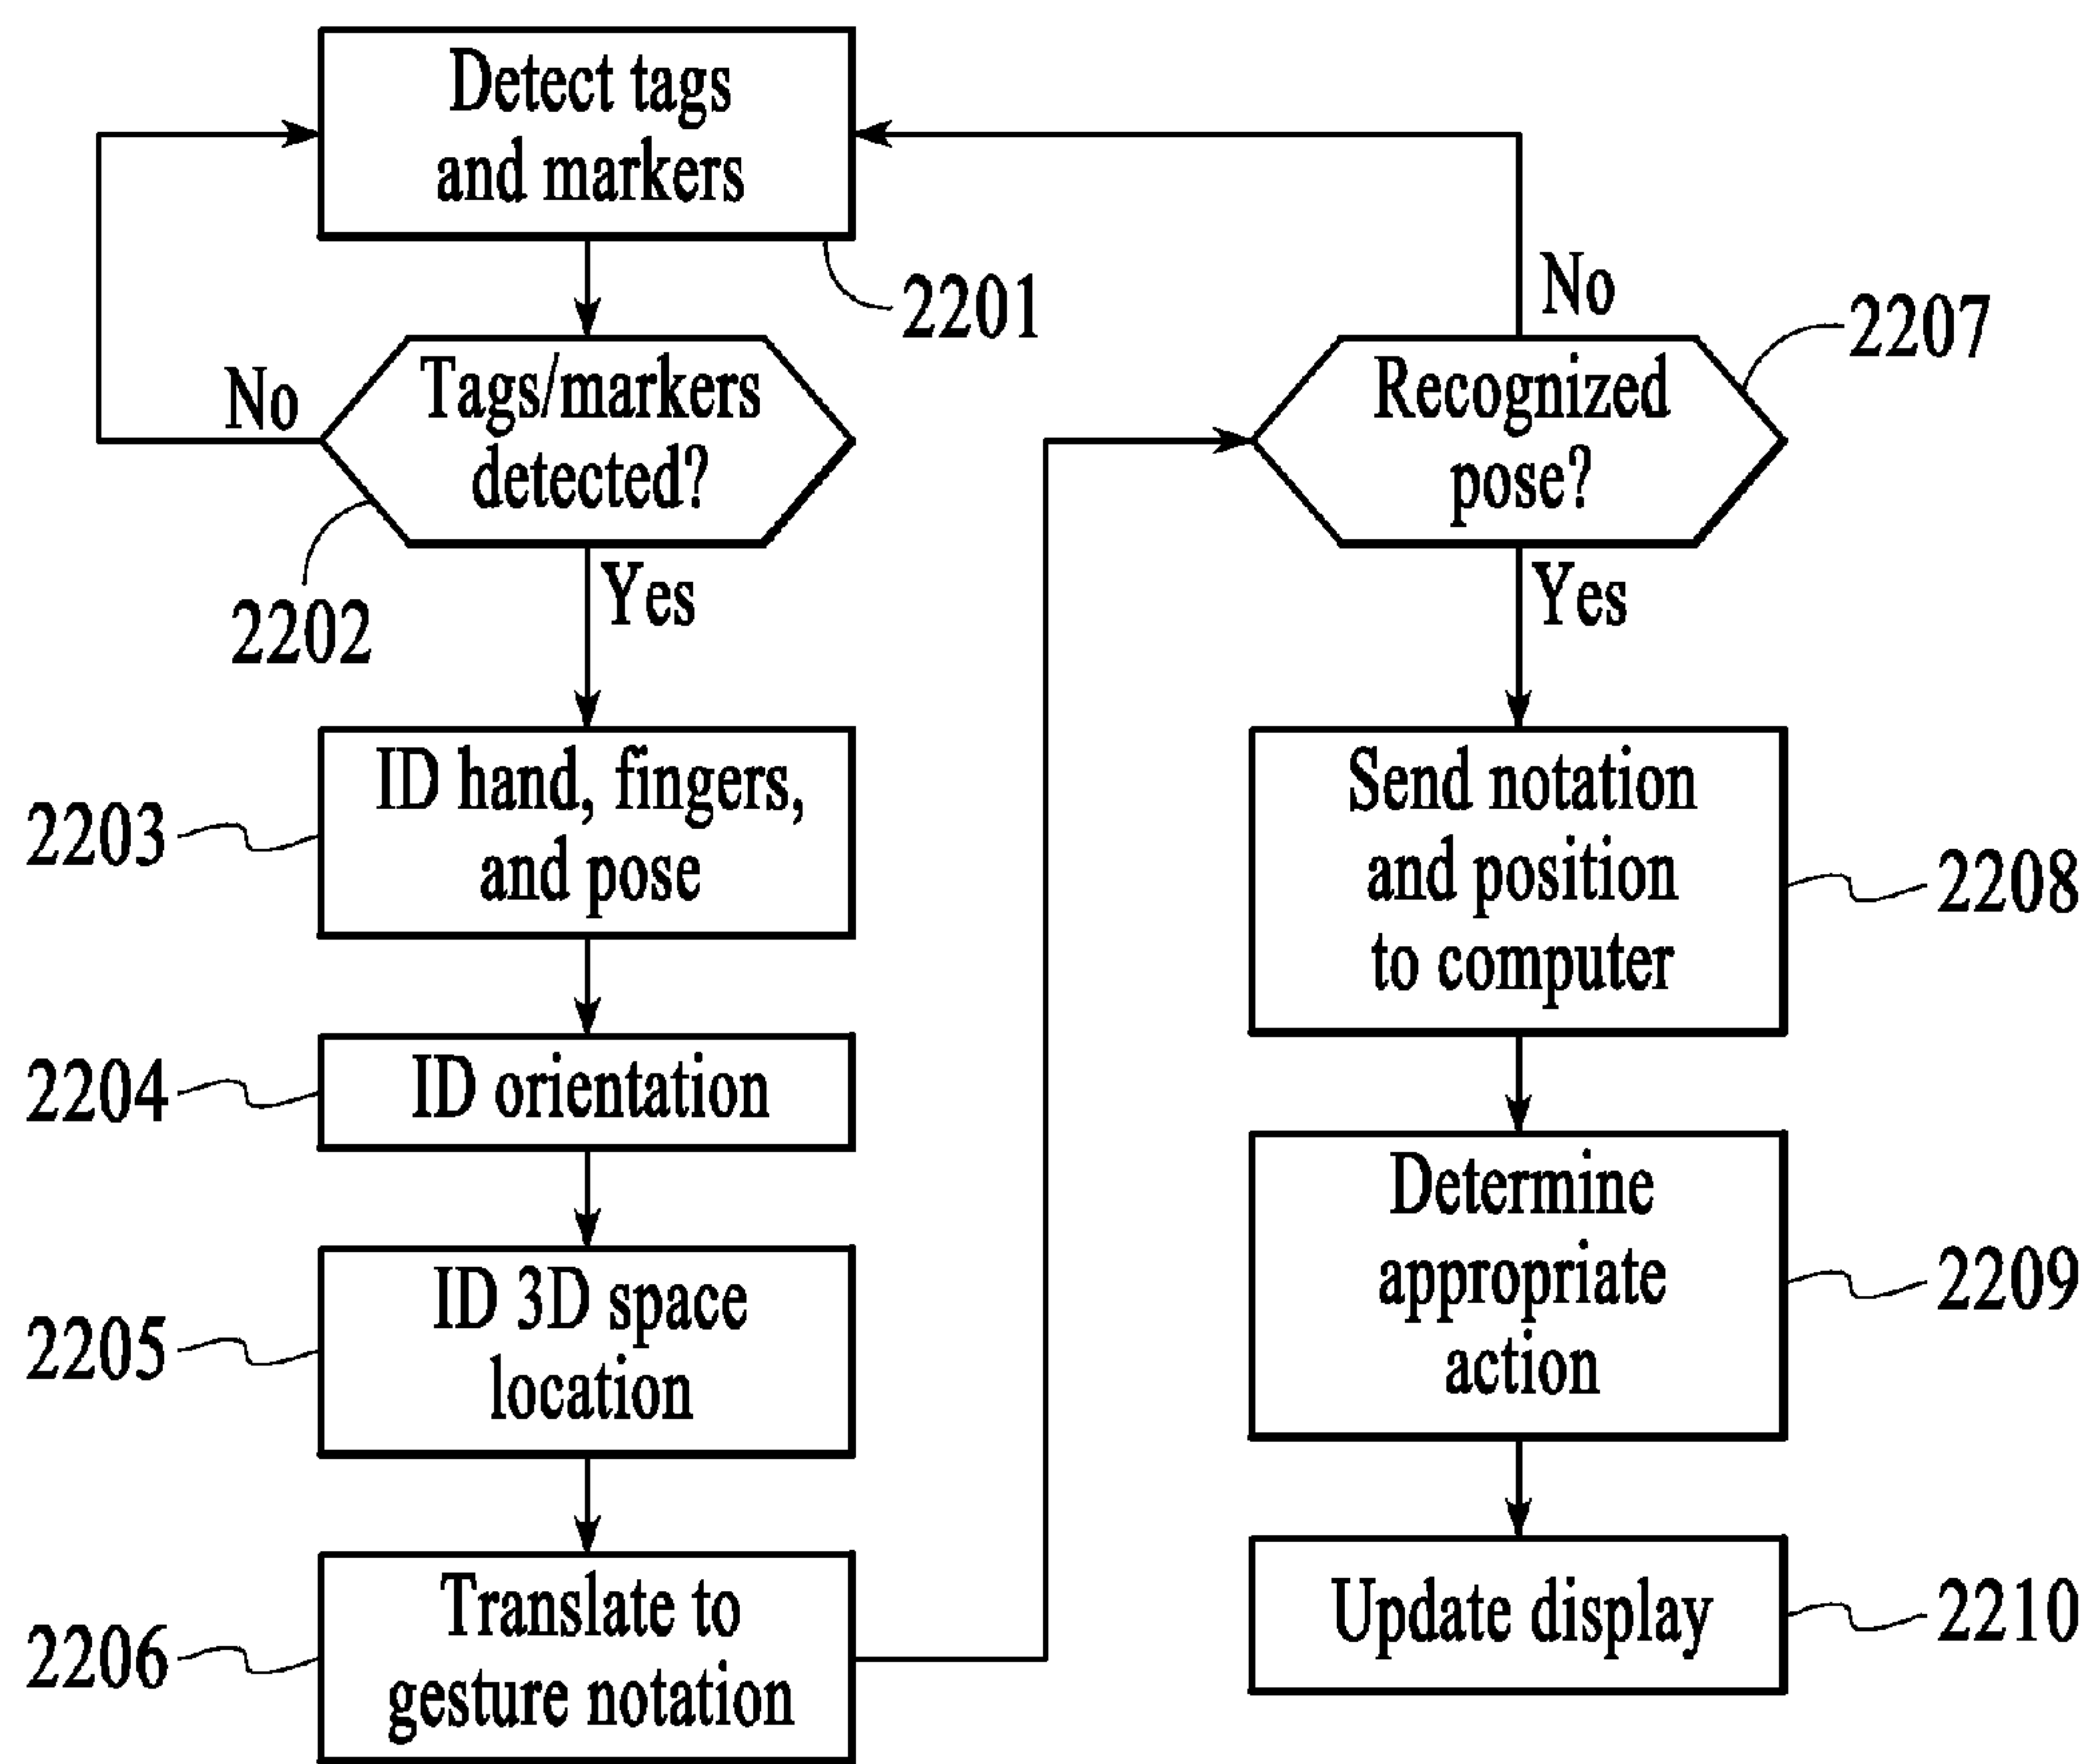 Detect tags
and markers
2201
No
Tags/markers
detected?
2202
Yes
2203
ID hand, fingers,
and pose
2204
ID orientation
2205
ID 3D space
location
2206
Translate to
gesture notation
No
2207
Recognized
pose?
Yes
Send notation
and position
to computer
2208
Determine
appropriate
action
2209
Update display
2210